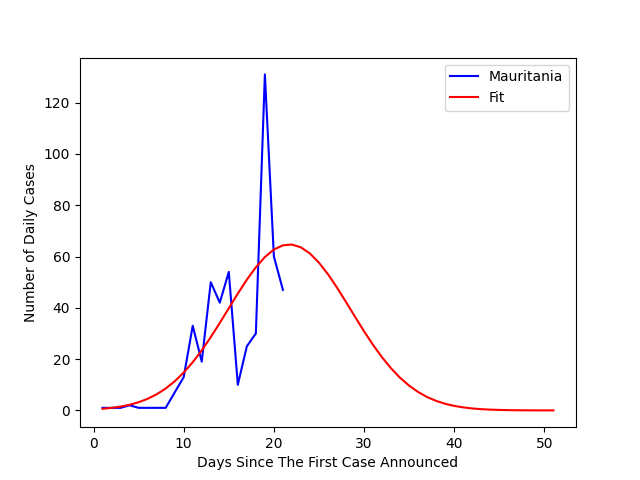 Mauritania
Fit
Number of Daily Cases
120
100
80
60
40
20
0
0 10 20 30 40 50
Days Since The First Case Announced